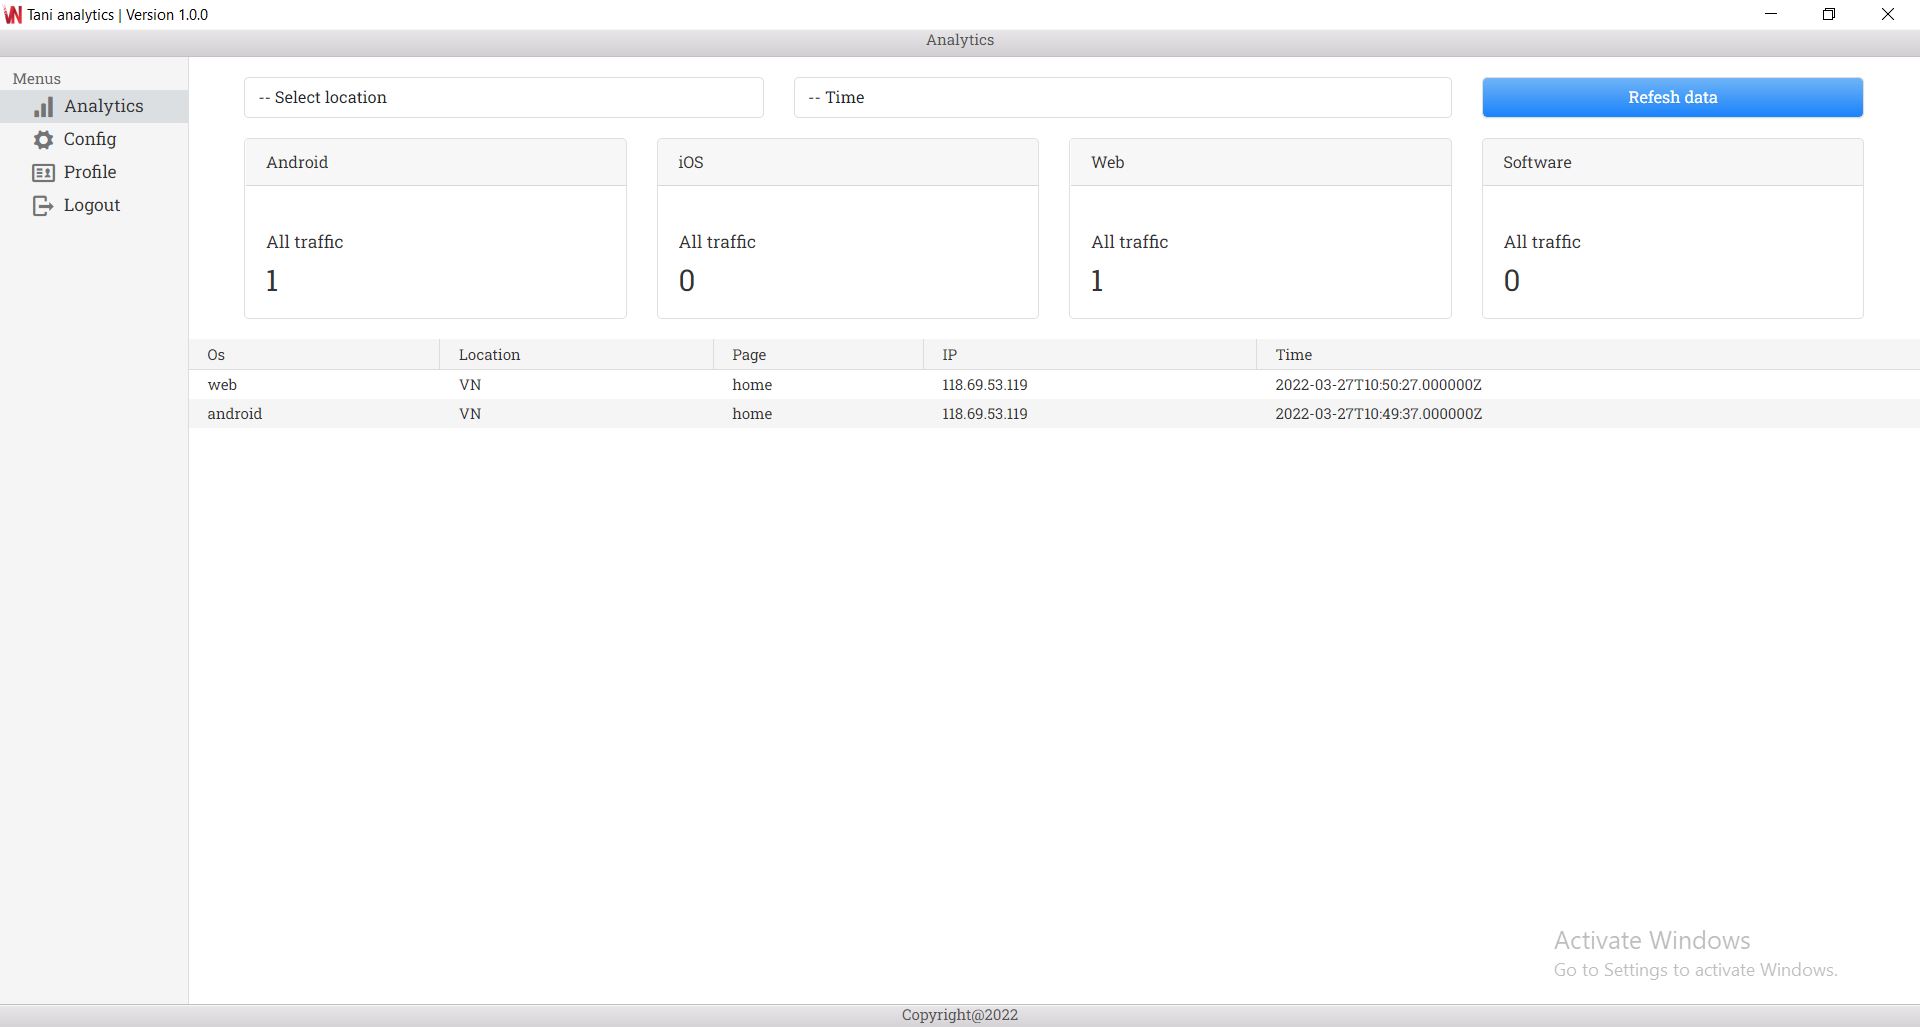 Tani analytics | Version 1.0.0
Analytics
Menus
Analytics
Config
Profile
Logout
-- Select location
-- Time
Refesh data
Android
iOS
Web
Software
All traffic
All traffic
All traffic
All traffic
1
0
1
0
Os Location Page IP Time
web VN home 118.69.53.119 2022-03-27T10:50:27.000000Z
android VN home 118.69.53.119 2022-03-27T10:49:37.000000Z
Activate Windows
Go to Settings to activate Windows.
Copyright@2022